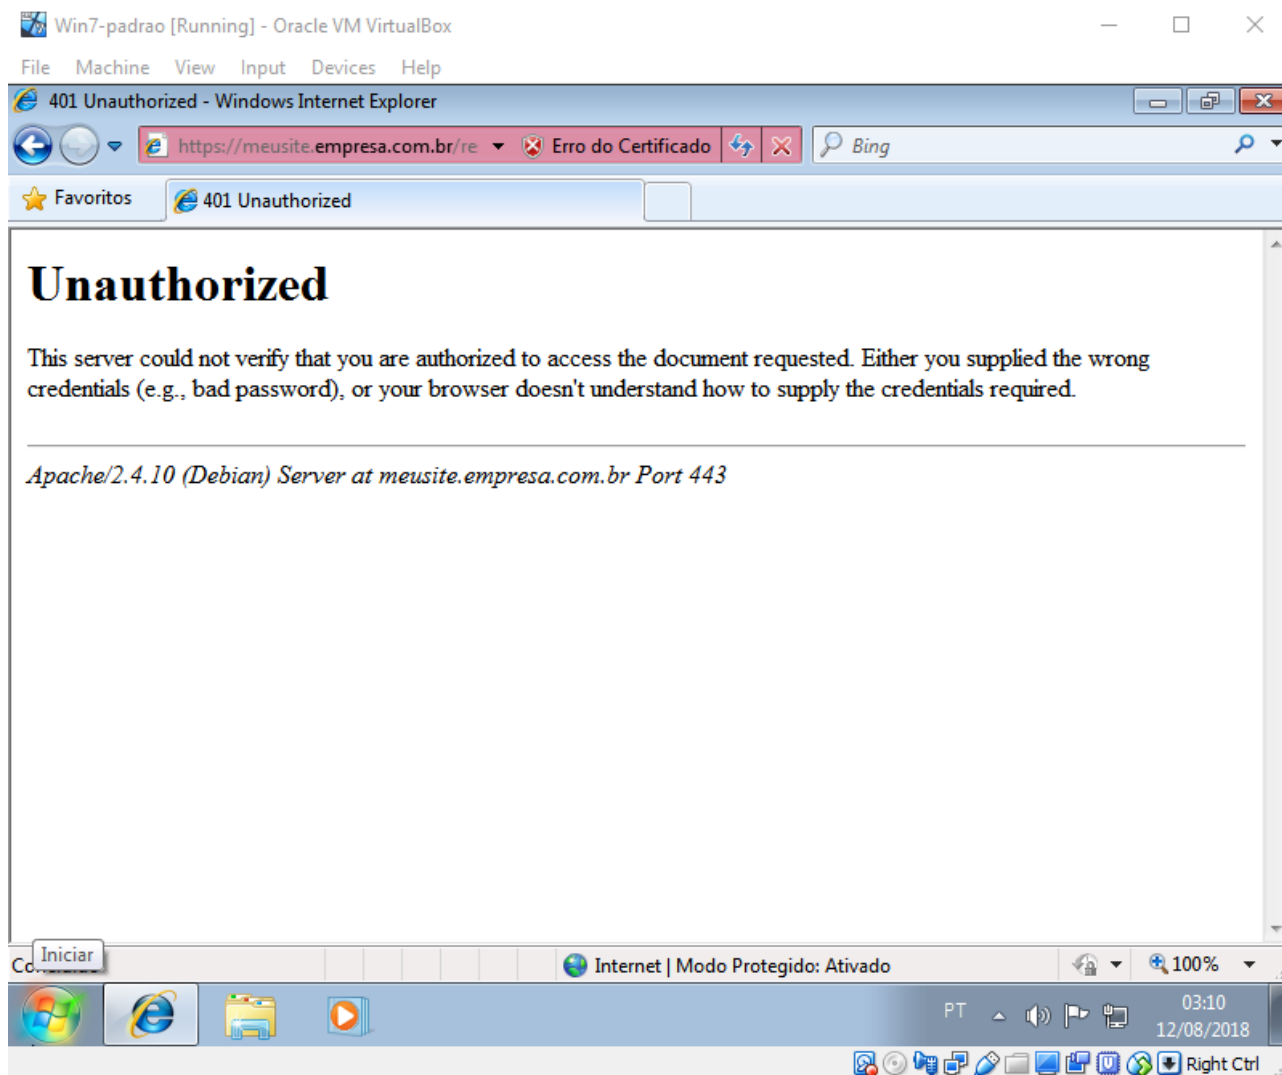 Win7-padrao [Running] - Oracle VM VirtualBox
File Machine View Input Devices Help
401 Unauthorized - Windows Internet Explorer
https://meusite.empresa.com.br/re Erro do Certificado Bing
Favoritos 401 Unauthorized
Unauthorized
This server could not verify that you are authorized to access the document requested. Either you supplied the wrong
credentials (e.g., bad password), or your browser doesn't understand how to supply the credentials required.
Apache/2.4.10 (Debian) Server at meusite.empresa.com.br Port 443
Iniciar
Internet | Modo Protegido: Ativado 100%
PT 03:10
12/08/2018
Right Ctrl